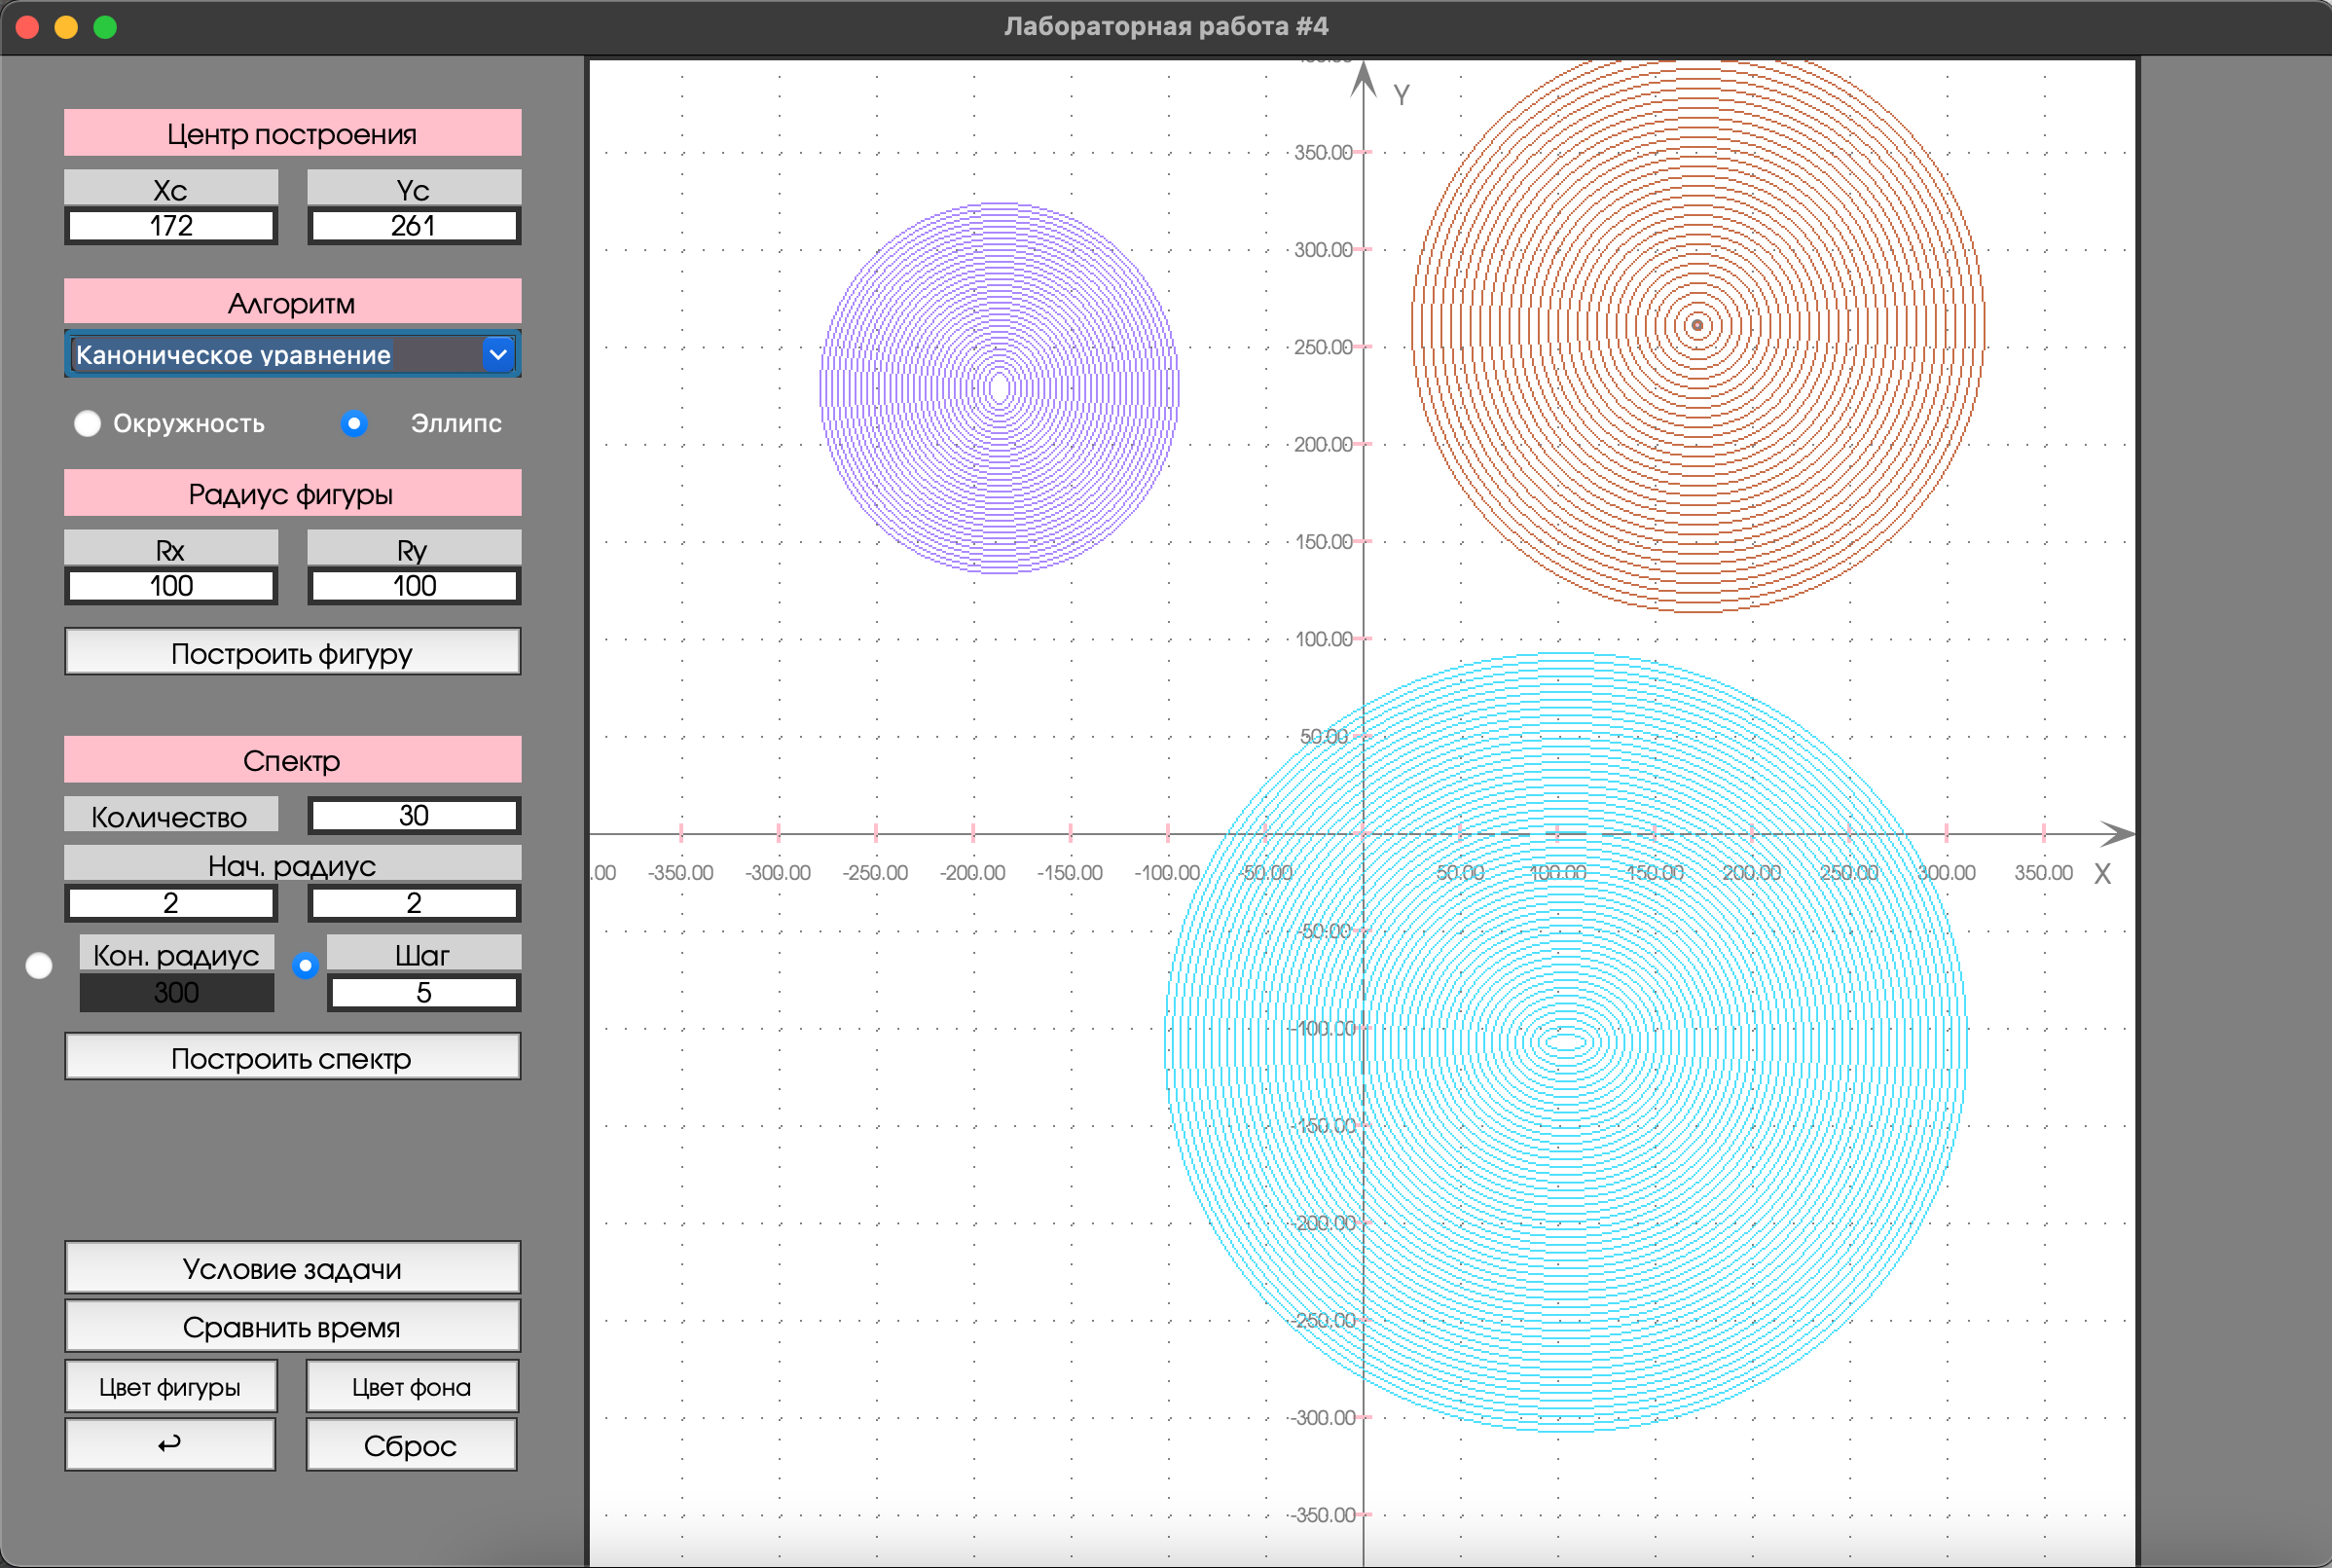 Лабораторная работа #4
Центр построения
Xc Yc
172 261
Алгоритм
Каноническое уравнение
Окружность Эллипс
Радиус фигуры
Rx Ry
100 100
Построить фигуру
Спектр
Количество 30
Нач. радиус
2 2
Кон. радиус Шаг
300 5
Построить спектр
Условие задачи
Сравнить время
Цвет фигуры Цвет фона
↩ Сброс
Y
350.00
300.00
250.00
200.00
150.00
100.00
50.00
.00 -350.00 -300.00 -250.00 -200.00 -150.00 -100.00 -50.00 50.00 100.00 150.00 200.00 250.00 300.00 350.00 X
-50.00
-100.00
-150.00
-200.00
-250.00
-300.00
-350.00